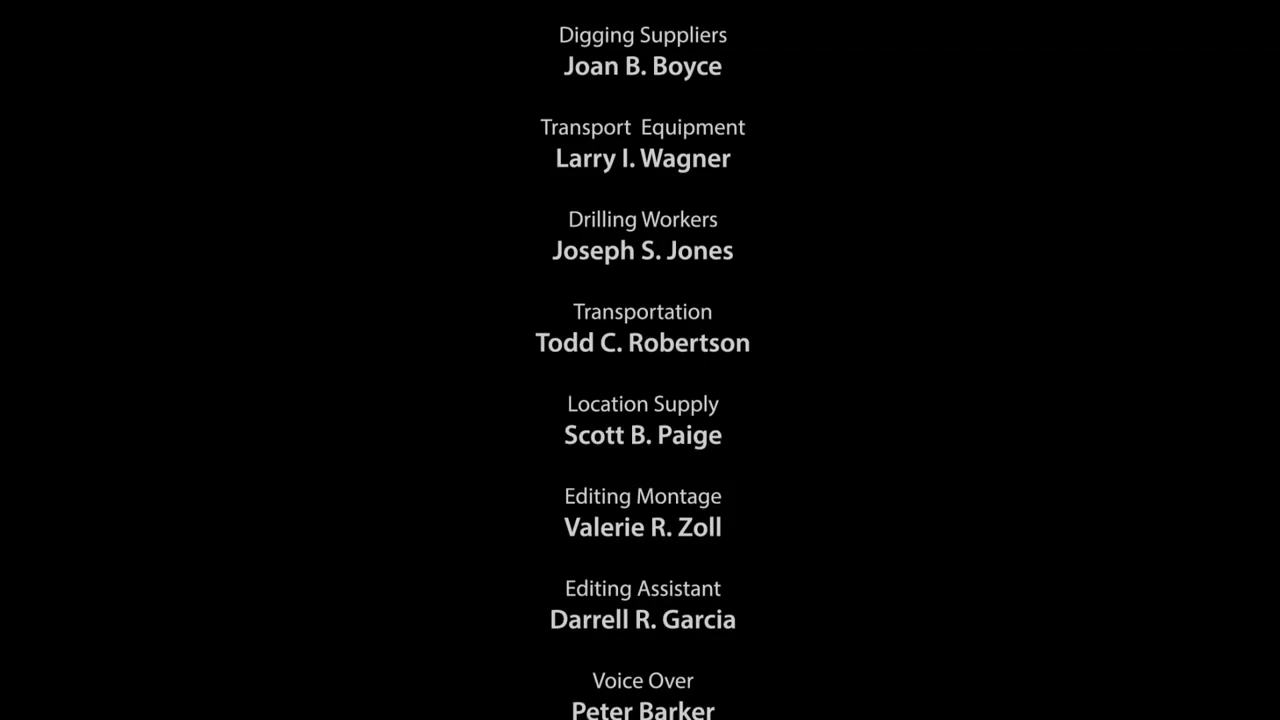 Digging Suppliers
Joan B. Boyce
Transport  Equipment
Larry I. Wagner
Drilling Workers
Joseph S. Jones
Transportation
Todd C. Robertson
Location Supply
Scott B. Paige
Editing Montage
Valerie R. Zoll
Editing Assistant
Darrell R. Garcia
Voice Over
Peter Barker